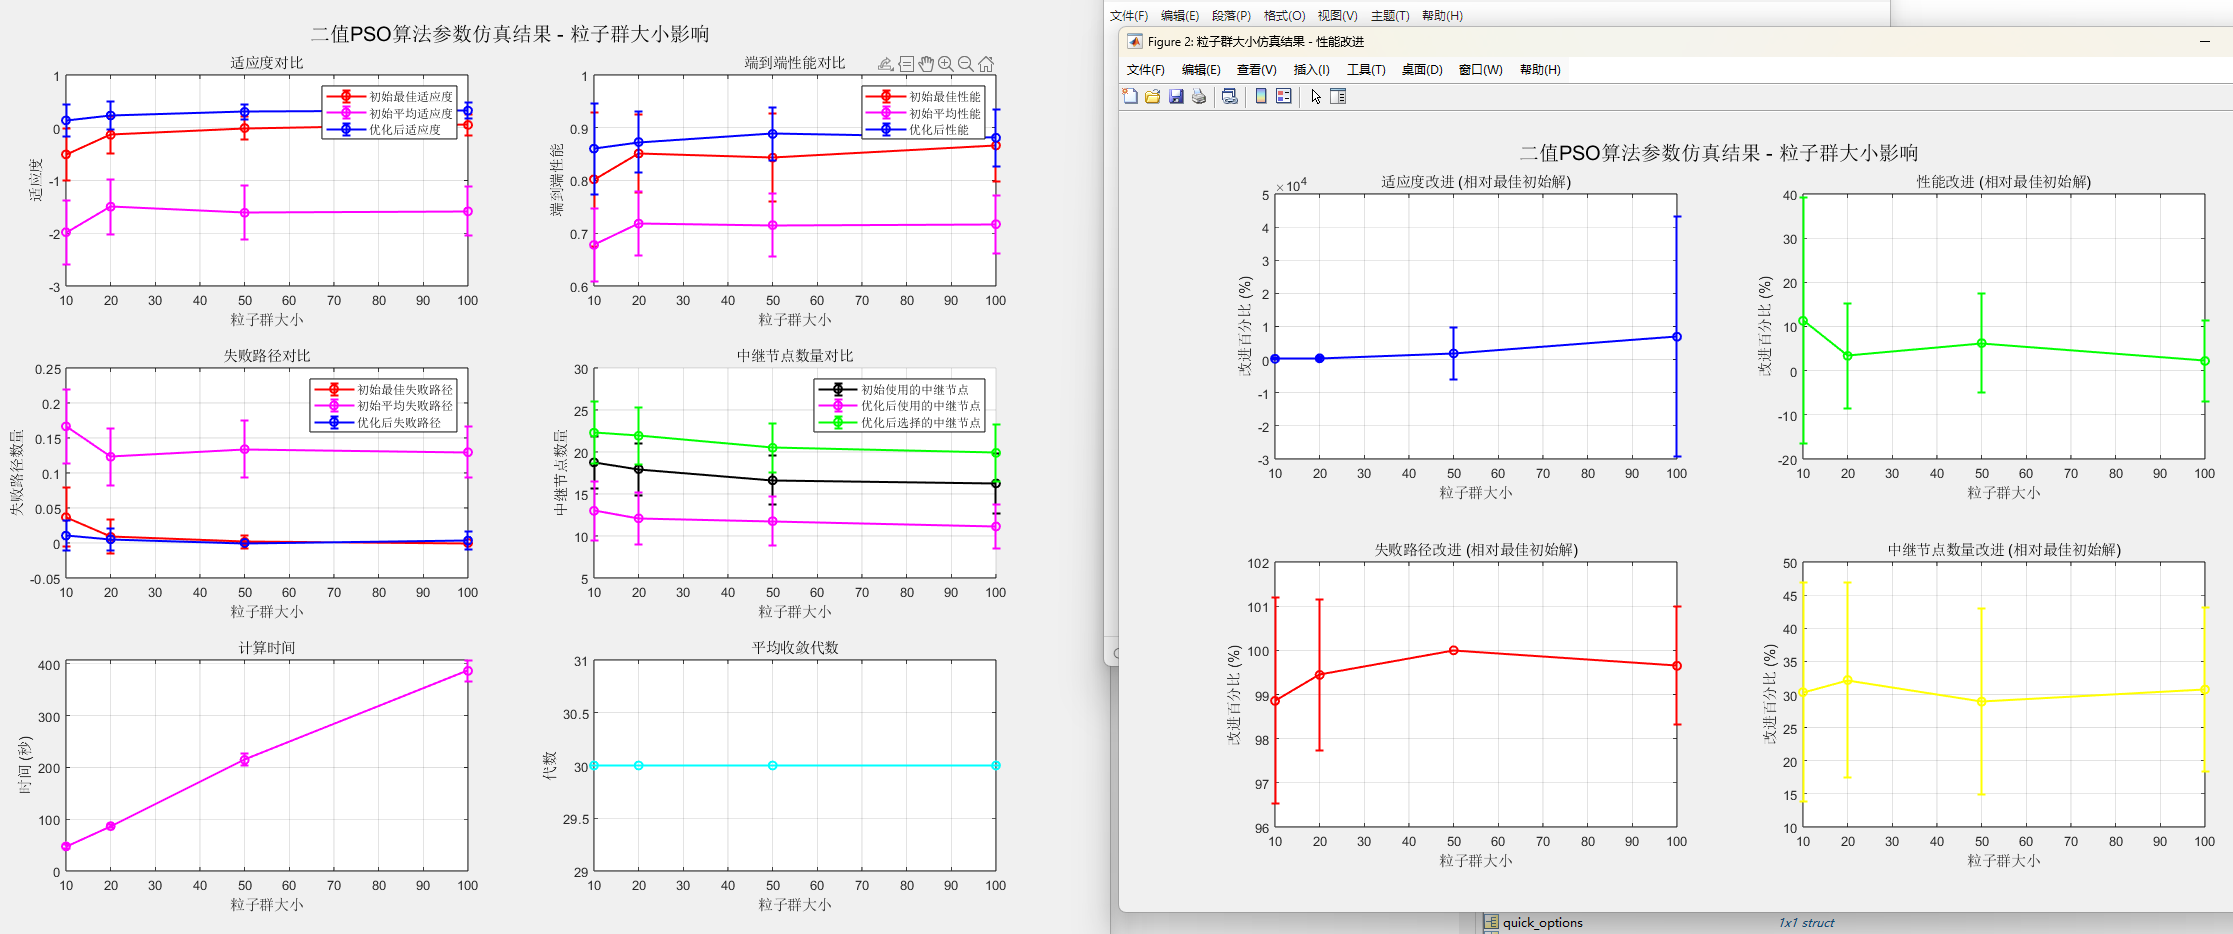 二值PSO算法参数仿真结果 - 粒子群大小影响
适应度对比
1
0
-1
-2
-3
适应度
初始最佳适应度
初始平均适应度
优化后适应度
10 20 30 40 50 60 70 80 90 100
粒子群大小
端到端性能对比
1
0.9
0.8
0.7
0.6
端到端性能
初始最佳性能
初始平均性能
优化后性能
10 20 30 40 50 60 70 80 90 100
粒子群大小
失败路径对比
0.25
0.2
0.15
0.1
0.05
0
-0.05
失败路径数量
初始最佳失败路径
初始平均失败路径
优化后失败路径
10 20 30 40 50 60 70 80 90 100
粒子群大小
中继节点数量对比
30
25
20
15
10
5
中继节点数量
初始使用的中继节点
优化后使用的中继节点
优化后选择的中继节点
10 20 30 40 50 60 70 80 90 100
粒子群大小
计算时间
400
300
200
100
0
时间 (秒)
10 20 30 40 50 60 70 80 90 100
粒子群大小
平均收敛代数
31
30.5
30
29.5
29
代数
10 20 30 40 50 60 70 80 90 100
粒子群大小
文件(F) 编辑(E) 段落(P) 格式(O) 视图(V) 主题(T) 帮助(H)
Figure 2: 粒子群大小仿真结果 - 性能改进
文件(F) 编辑(E) 查看(V) 插入(I) 工具(T) 桌面(D) 窗口(W) 帮助(H)
二值PSO算法参数仿真结果 - 粒子群大小影响
适应度改进 (相对最佳初始解)
×10⁴
5
4
3
2
1
0
-1
-2
-3
改进百分比 (%)
10 20 30 40 50 60 70 80 90 100
粒子群大小
性能改进 (相对最佳初始解)
40
30
20
10
0
-10
-20
改进百分比 (%)
10 20 30 40 50 60 70 80 90 100
粒子群大小
失败路径改进 (相对最佳初始解)
102
101
100
99
98
97
96
改进百分比 (%)
10 20 30 40 50 60 70 80 90 100
粒子群大小
中继节点数量改进 (相对最佳初始解)
50
45
40
35
30
25
20
15
10
改进百分比 (%)
10 20 30 40 50 60 70 80 90 100
粒子群大小
quick_options 1x1 struct